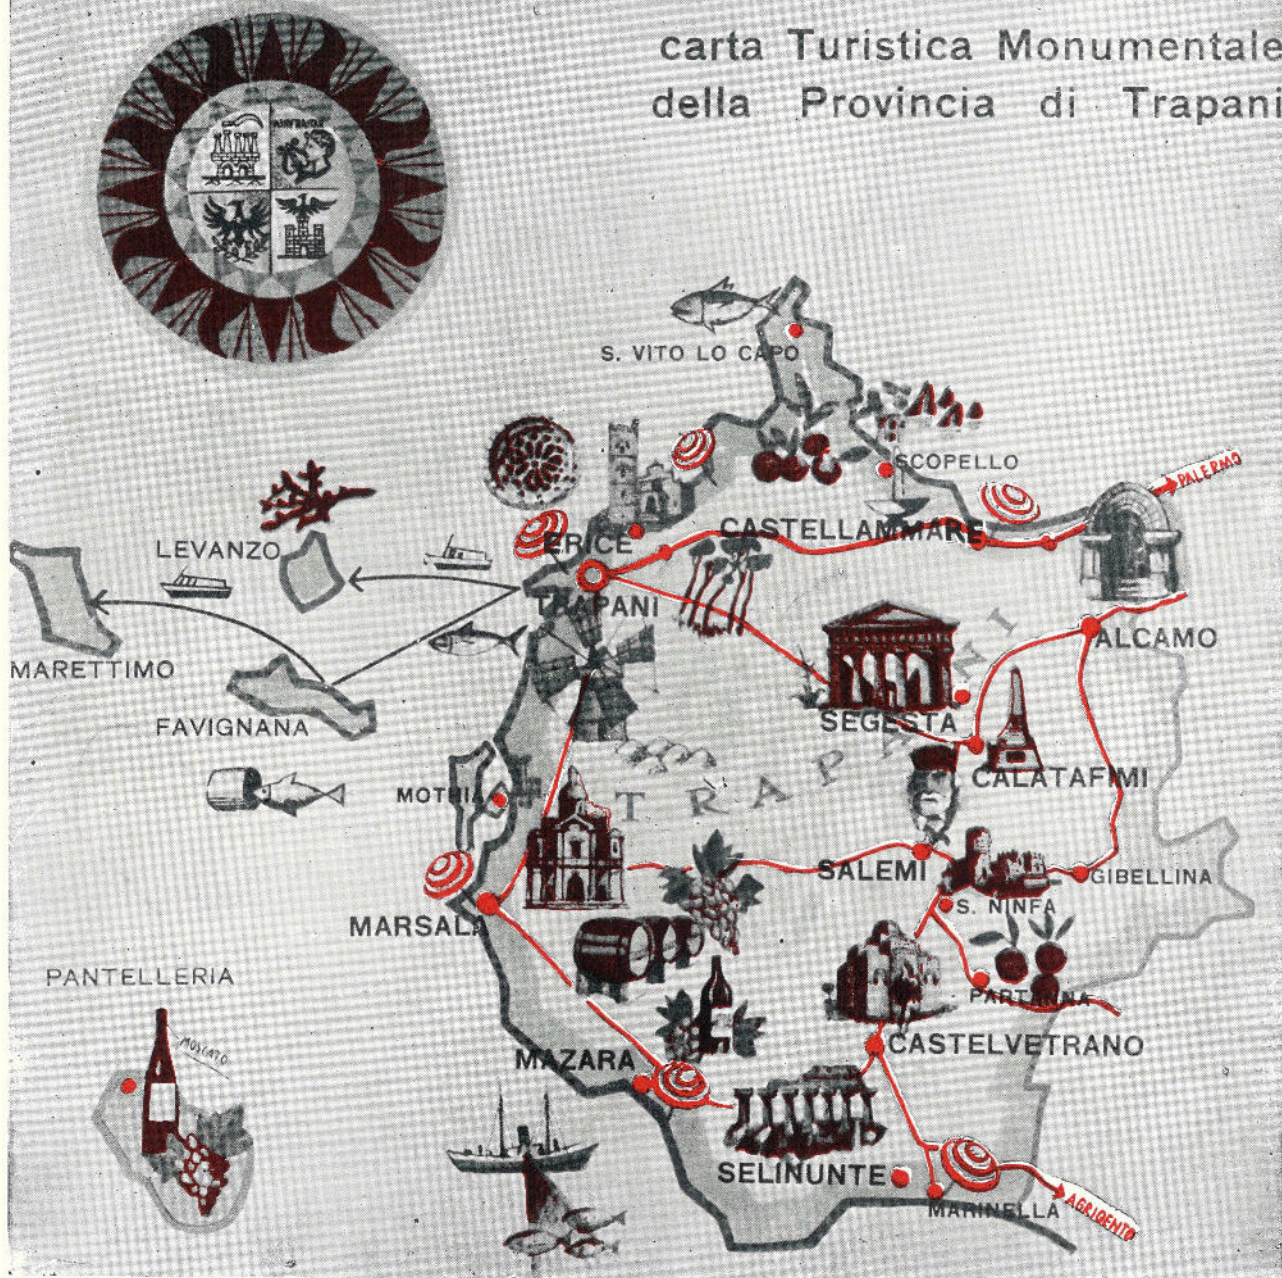 carta Turistica Monumentale
della Provincia di Trapani
S. VITO LO CAPO
SCOPELLO
PALERMO
LEVANZO
ERICE
CASTELLAMMARE
TRAPANI
ALCAMO
MARETTIMO
FAVIGNANA
SEGESTA
CALATAFIMI
MOTHIA
TRAPANI
SALEMI
GIBELLINA
S. NINFA
MARSALA
PANTELLERIA
PARTANNA
MOSCATO
MAZARA
CASTELVETRANO
SELINUNTE
MARINELLA
AGRIGENTO